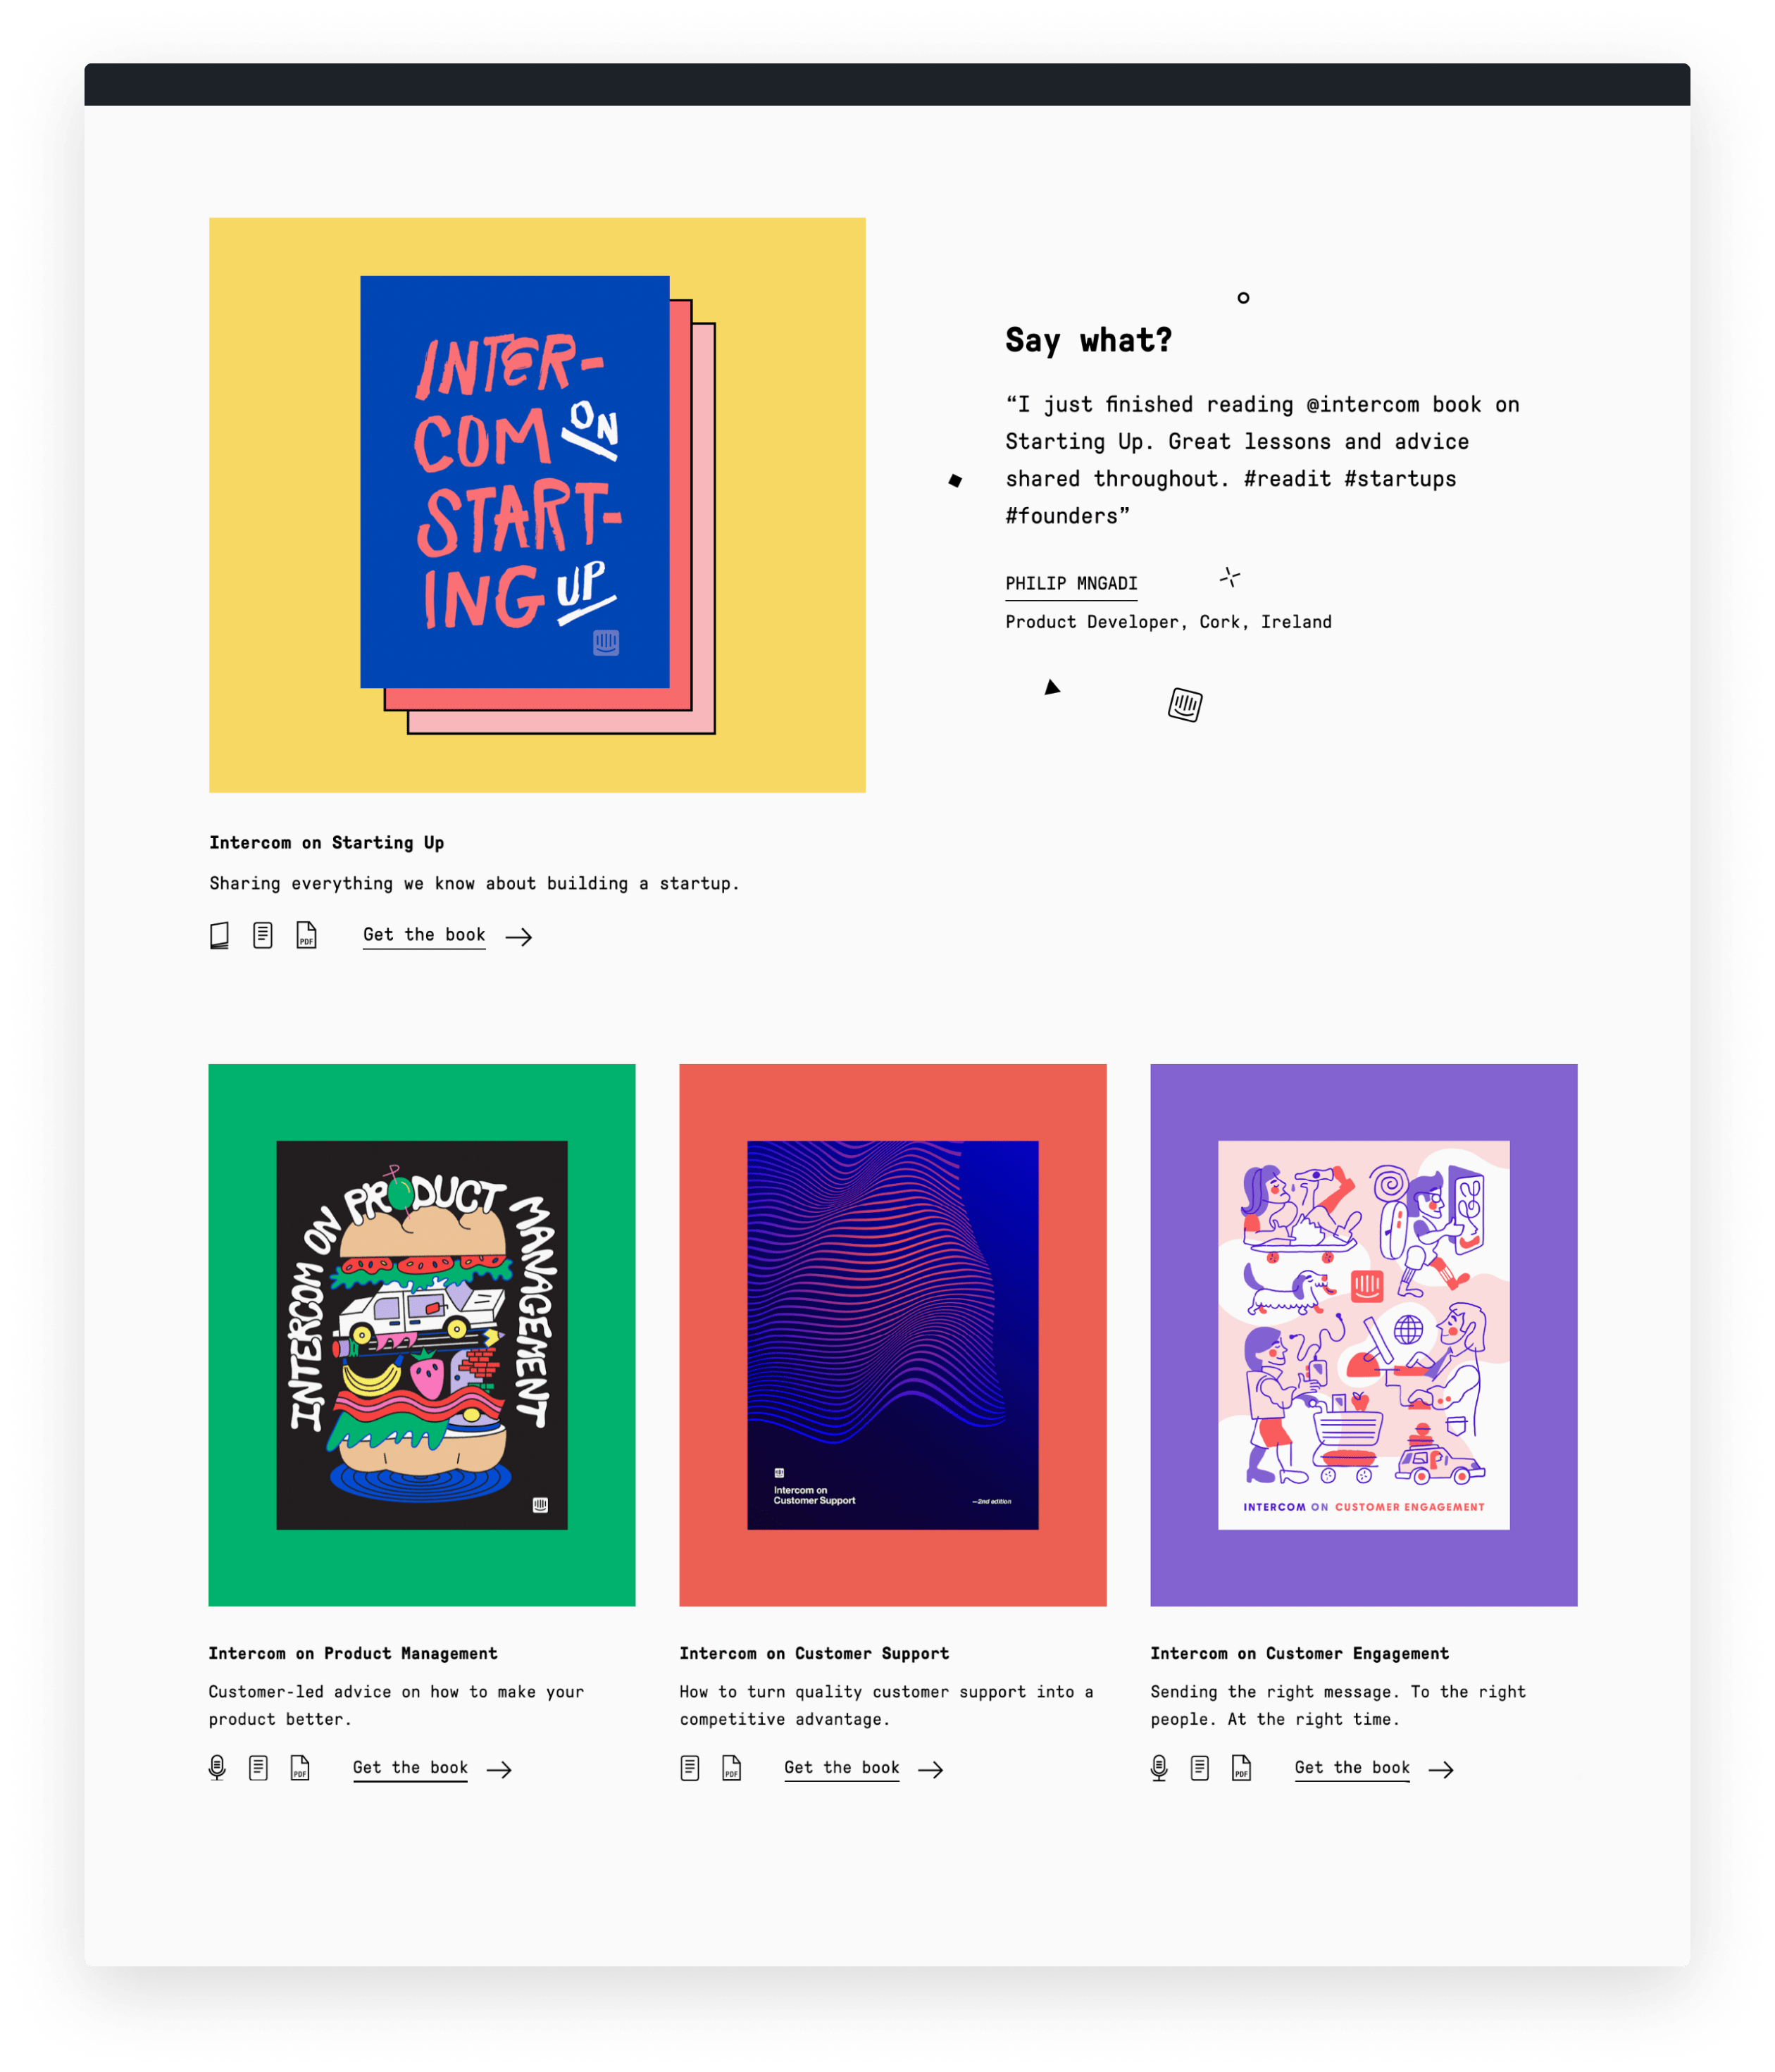 INTER-
COM ON
START-
ING UP
Say what?
“I just finished reading @intercom book on
Starting Up. Great lessons and advice
shared throughout. #readit #startups
#founders”
PHILIP MNGADI
Product Developer, Cork, Ireland
Intercom on Starting Up
Sharing everything we know about building a startup.
PDF
Get the book
INTERCOM ON PRODUCT MANAGEMENT
Intercom on
Customer Support
—2nd edition
INTERCOM ON CUSTOMER ENGAGEMENT
Intercom on Product Management
Customer-led advice on how to make your
product better.
PDF
Get the book
Intercom on Customer Support
How to turn quality customer support into a
competitive advantage.
PDF
Get the book
Intercom on Customer Engagement
Sending the right message. To the right
people. At the right time.
PDF
Get the book